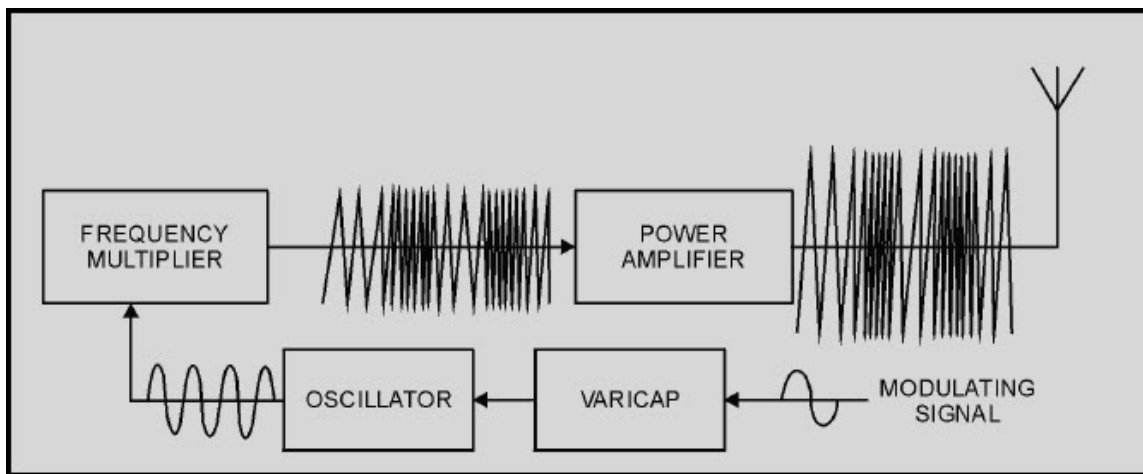 FREQUENCY
MULTIPLIER
POWER
AMPLIFIER
OSCILLATOR
VARICAP
MODULATING
SIGNAL